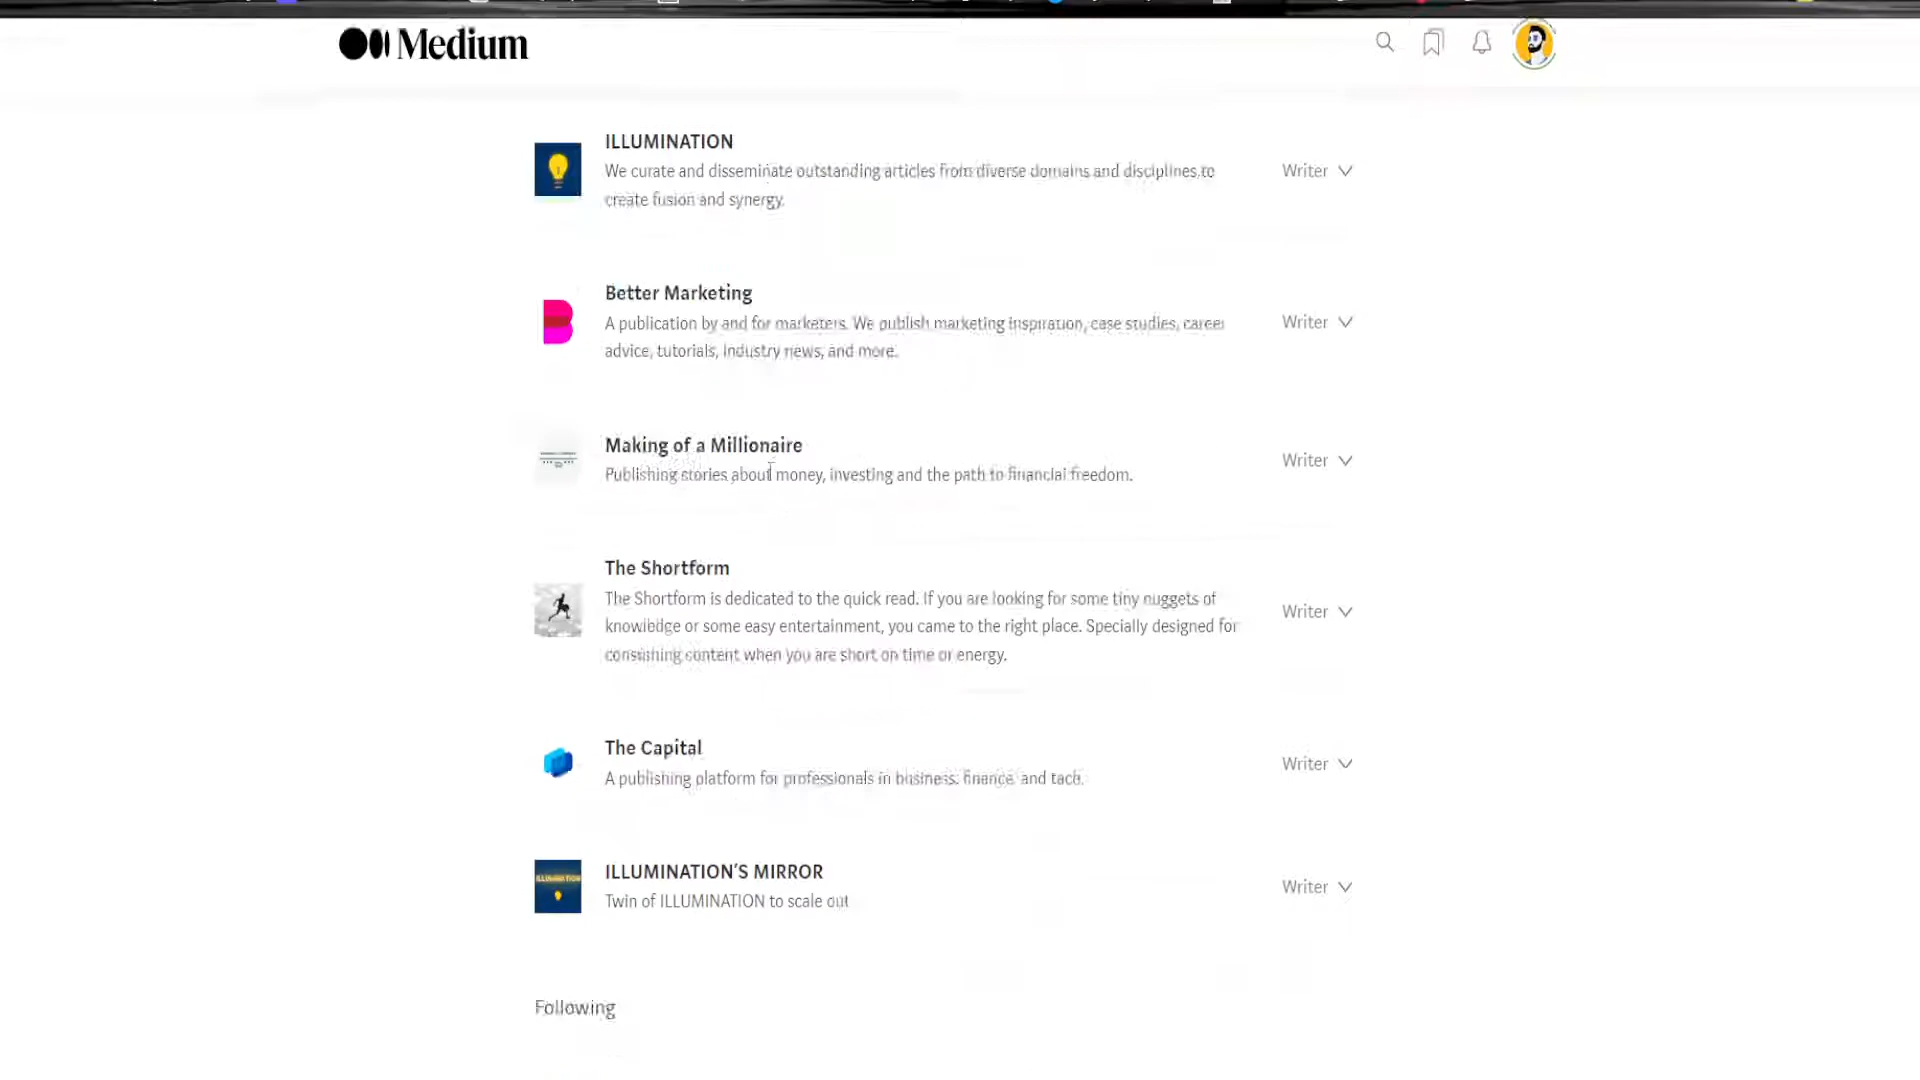 Medium
ILLUMINATION
We curate and disseminate outstanding articles from diverse domains and disciplines to
create fusion and synergy.
Writer
Better Marketing
A publication by and for marketers. We publish marketing inspiration, case studies, career
advice, tutorials, industry news, and more.
Writer
Making of a Millionaire
Publishing stories about money, investing and the path to financial freedom.
Writer
The Shortform
The Shortform is dedicated to the quick read. If you are looking for some tiny nuggets of
knowledge or some easy entertainment, you came to the right place. Specially designed for
consuming content when you are short on time or energy.
Writer
The Capital
A publishing platform for professionals in business, finance, and tech.
Writer
ILLUMINATION
ILLUMINATION'S MIRROR
Twin of ILLUMINATION to scale out
Writer
Following